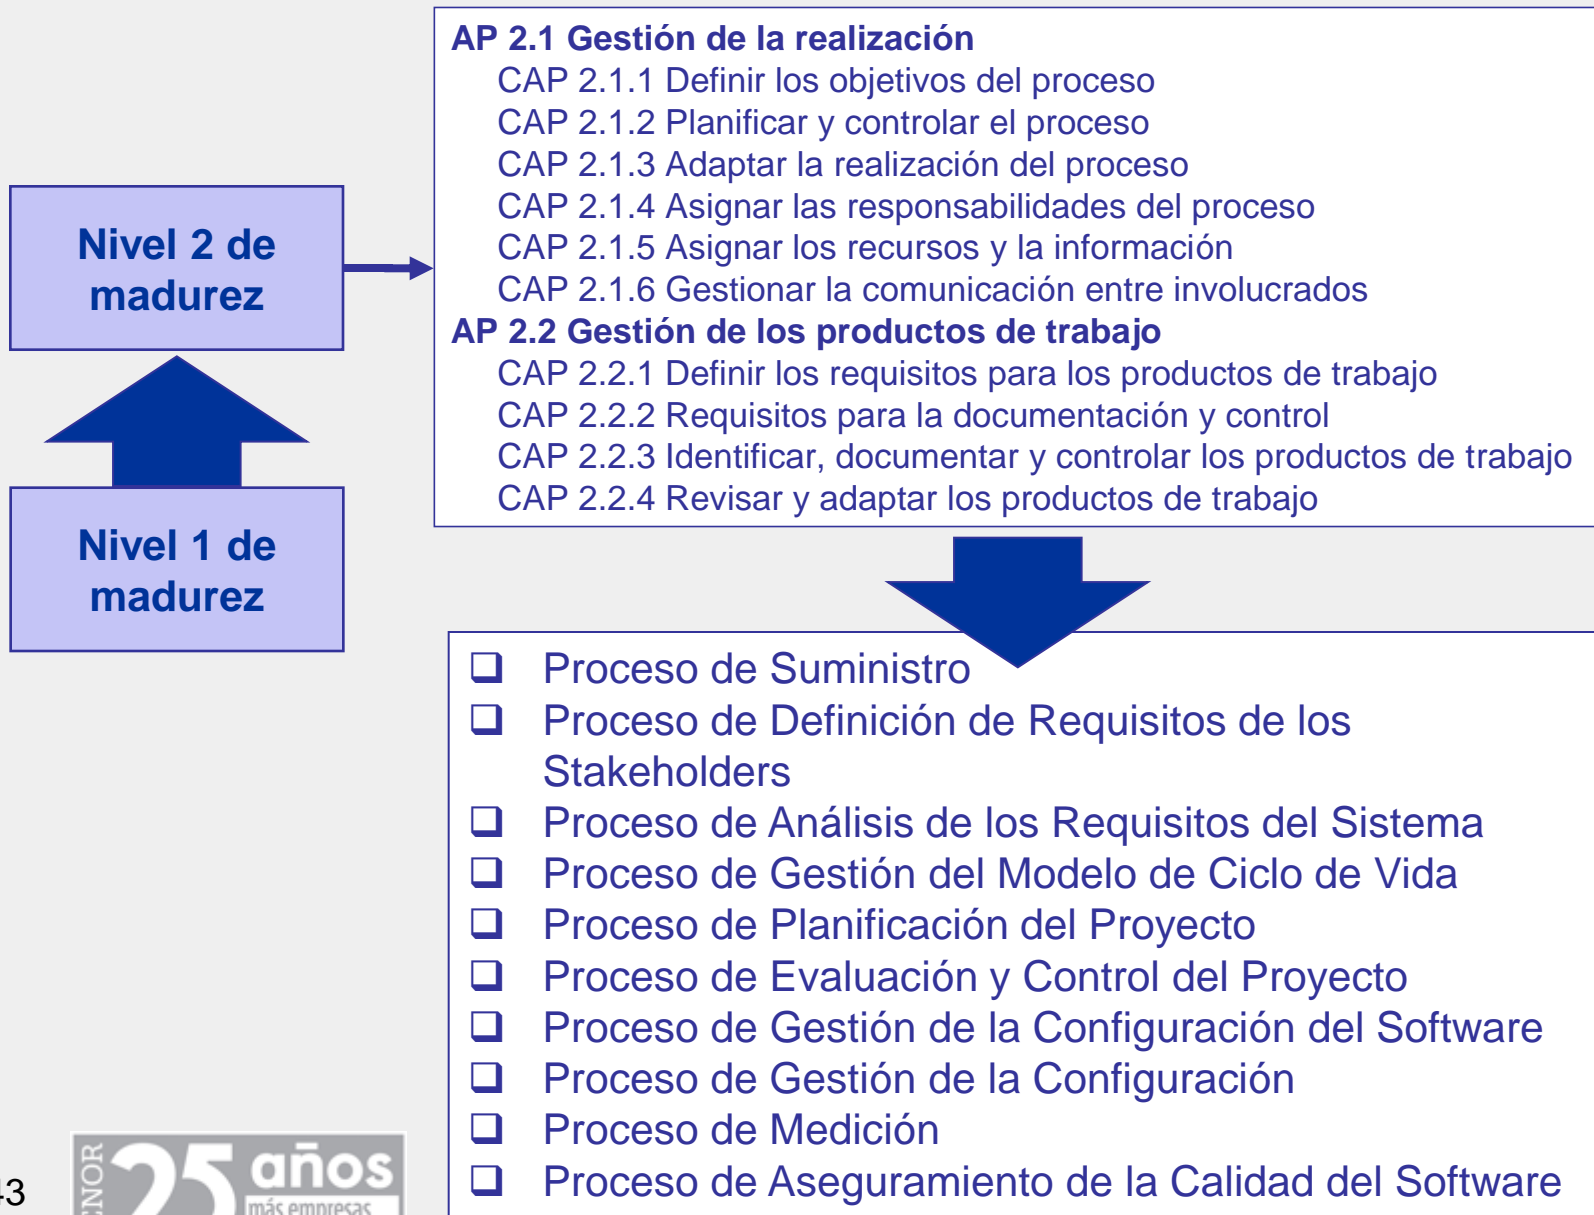 AP 2.1 Gestión de la realización
CAP 2.1.1 Definir los objetivos del proceso
CAP 2.1.2 Planificar y controlar el proceso
CAP 2.1.3 Adaptar la realización del proceso
CAP 2.1.4 Asignar las responsabilidades del proceso
CAP 2.1.5 Asignar los recursos y la información
CAP 2.1.6 Gestionar la comunicación entre involucrados
AP 2.2 Gestión de los productos de trabajo
CAP 2.2.1 Definir los requisitos para los productos de trabajo
CAP 2.2.2 Requisitos para la documentación y control
CAP 2.2.3 Identificar, documentar y controlar los productos de trabajo
CAP 2.2.4 Revisar y adaptar los productos de trabajo
Nivel 2 de
madurez
Nivel 1 de
madurez
Proceso de Suministro
Proceso de Definición de Requisitos de los
Stakeholders
Proceso de Análisis de los Requisitos del Sistema
Proceso de Gestión del Modelo de Ciclo de Vida
Proceso de Planificación del Proyecto
Proceso de Evaluación y Control del Proyecto
Proceso de Gestión de la Configuración del Software
Proceso de Gestión de la Configuración
Proceso de Medición
Proceso de Aseguramiento de la Calidad del Software
25 años
más empresas